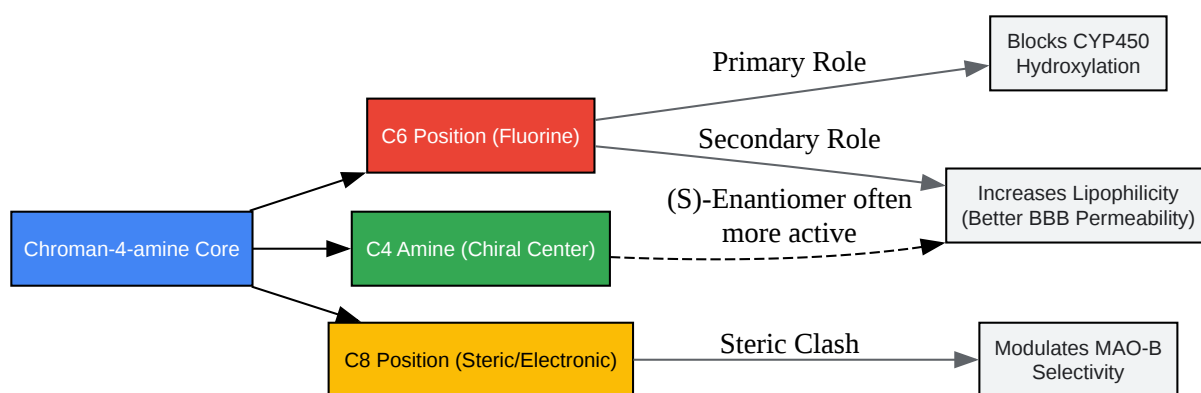 Blocks CYP450
Hydroxylation
Primary Role
C6 Position (Fluorine)
Secondary Role
(S)-Enantiomer often
more active
Increases Lipophilicity
(Better BBB Permeability)
Chroman-4-amine Core
C4 Amine (Chiral Center)
C8 Position (Steric/Electronic)
Steric Clash
Modulates MAO-B
Selectivity